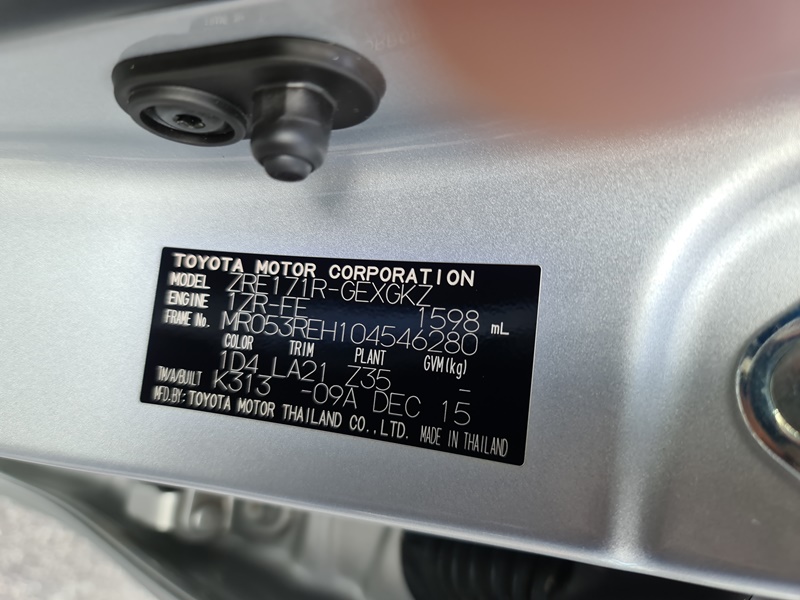 TOYOTA MOTOR CORPORATION
MODEL ZRE171R-GEXGKZ
ENGINE 1ZR-FE 1598 mL
FRAME No. MR053REH104546280
COLOR TRIM PLANT GVM(kg)
1D4 LA21 Z35 –
TM/A/BUILT K313 -09A DEC 15
MFD.BY: TOYOTA MOTOR THAILAND CO.,LTD. MADE IN THAILAND